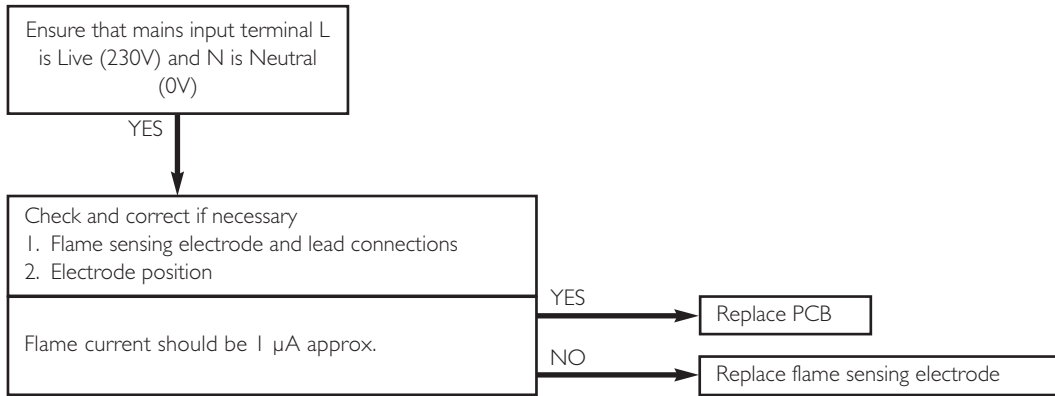 Ensure that mains input terminal L
is Live (230V) and N is Neutral
(0V)
YES
Check and correct if necessary
1. Flame sensing electrode and lead connections
2. Electrode position
Flame current should be 1 μA approx.
YES
Replace PCB
NO
Replace flame sensing electrode